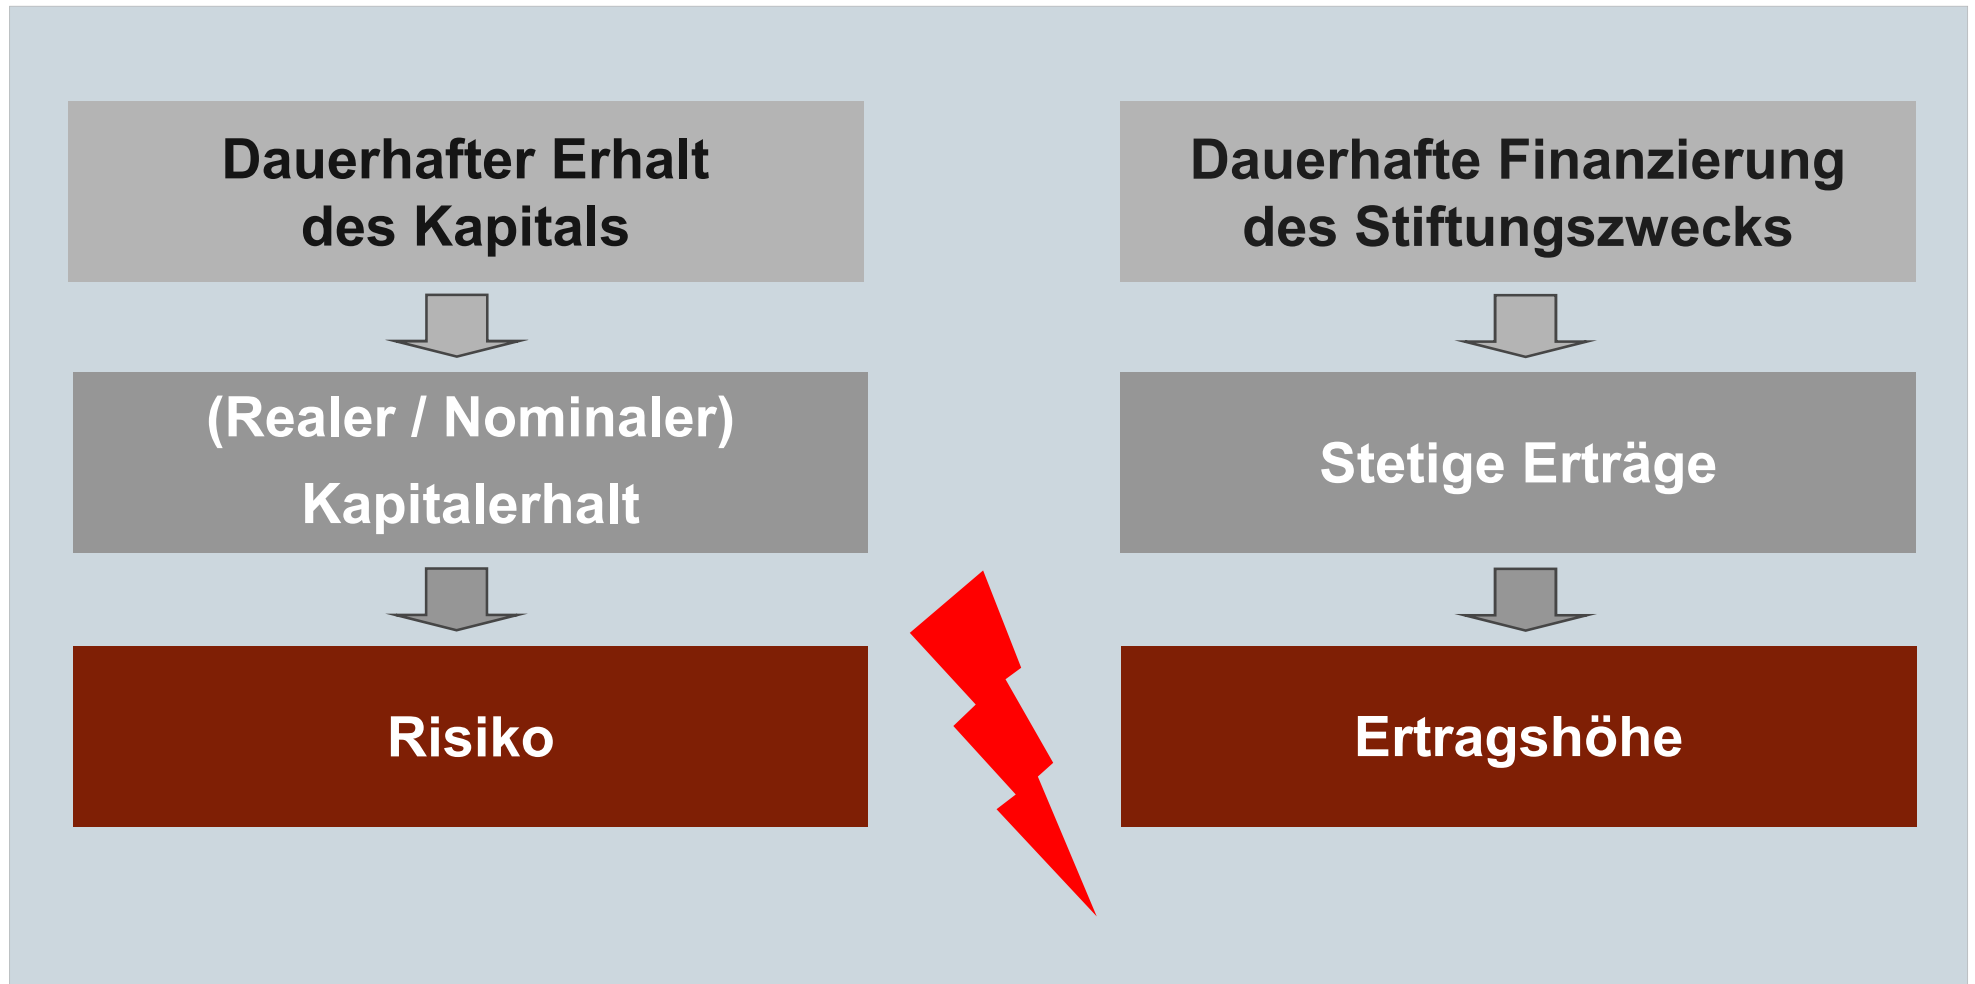 Dauerhafter Erhalt
des Kapitals
Dauerhafte Finanzierung
des Stiftungszwecks
(Realer / Nominaler)
Kapitalerhalt
Stetige Erträge
Risiko
Ertragshöhe